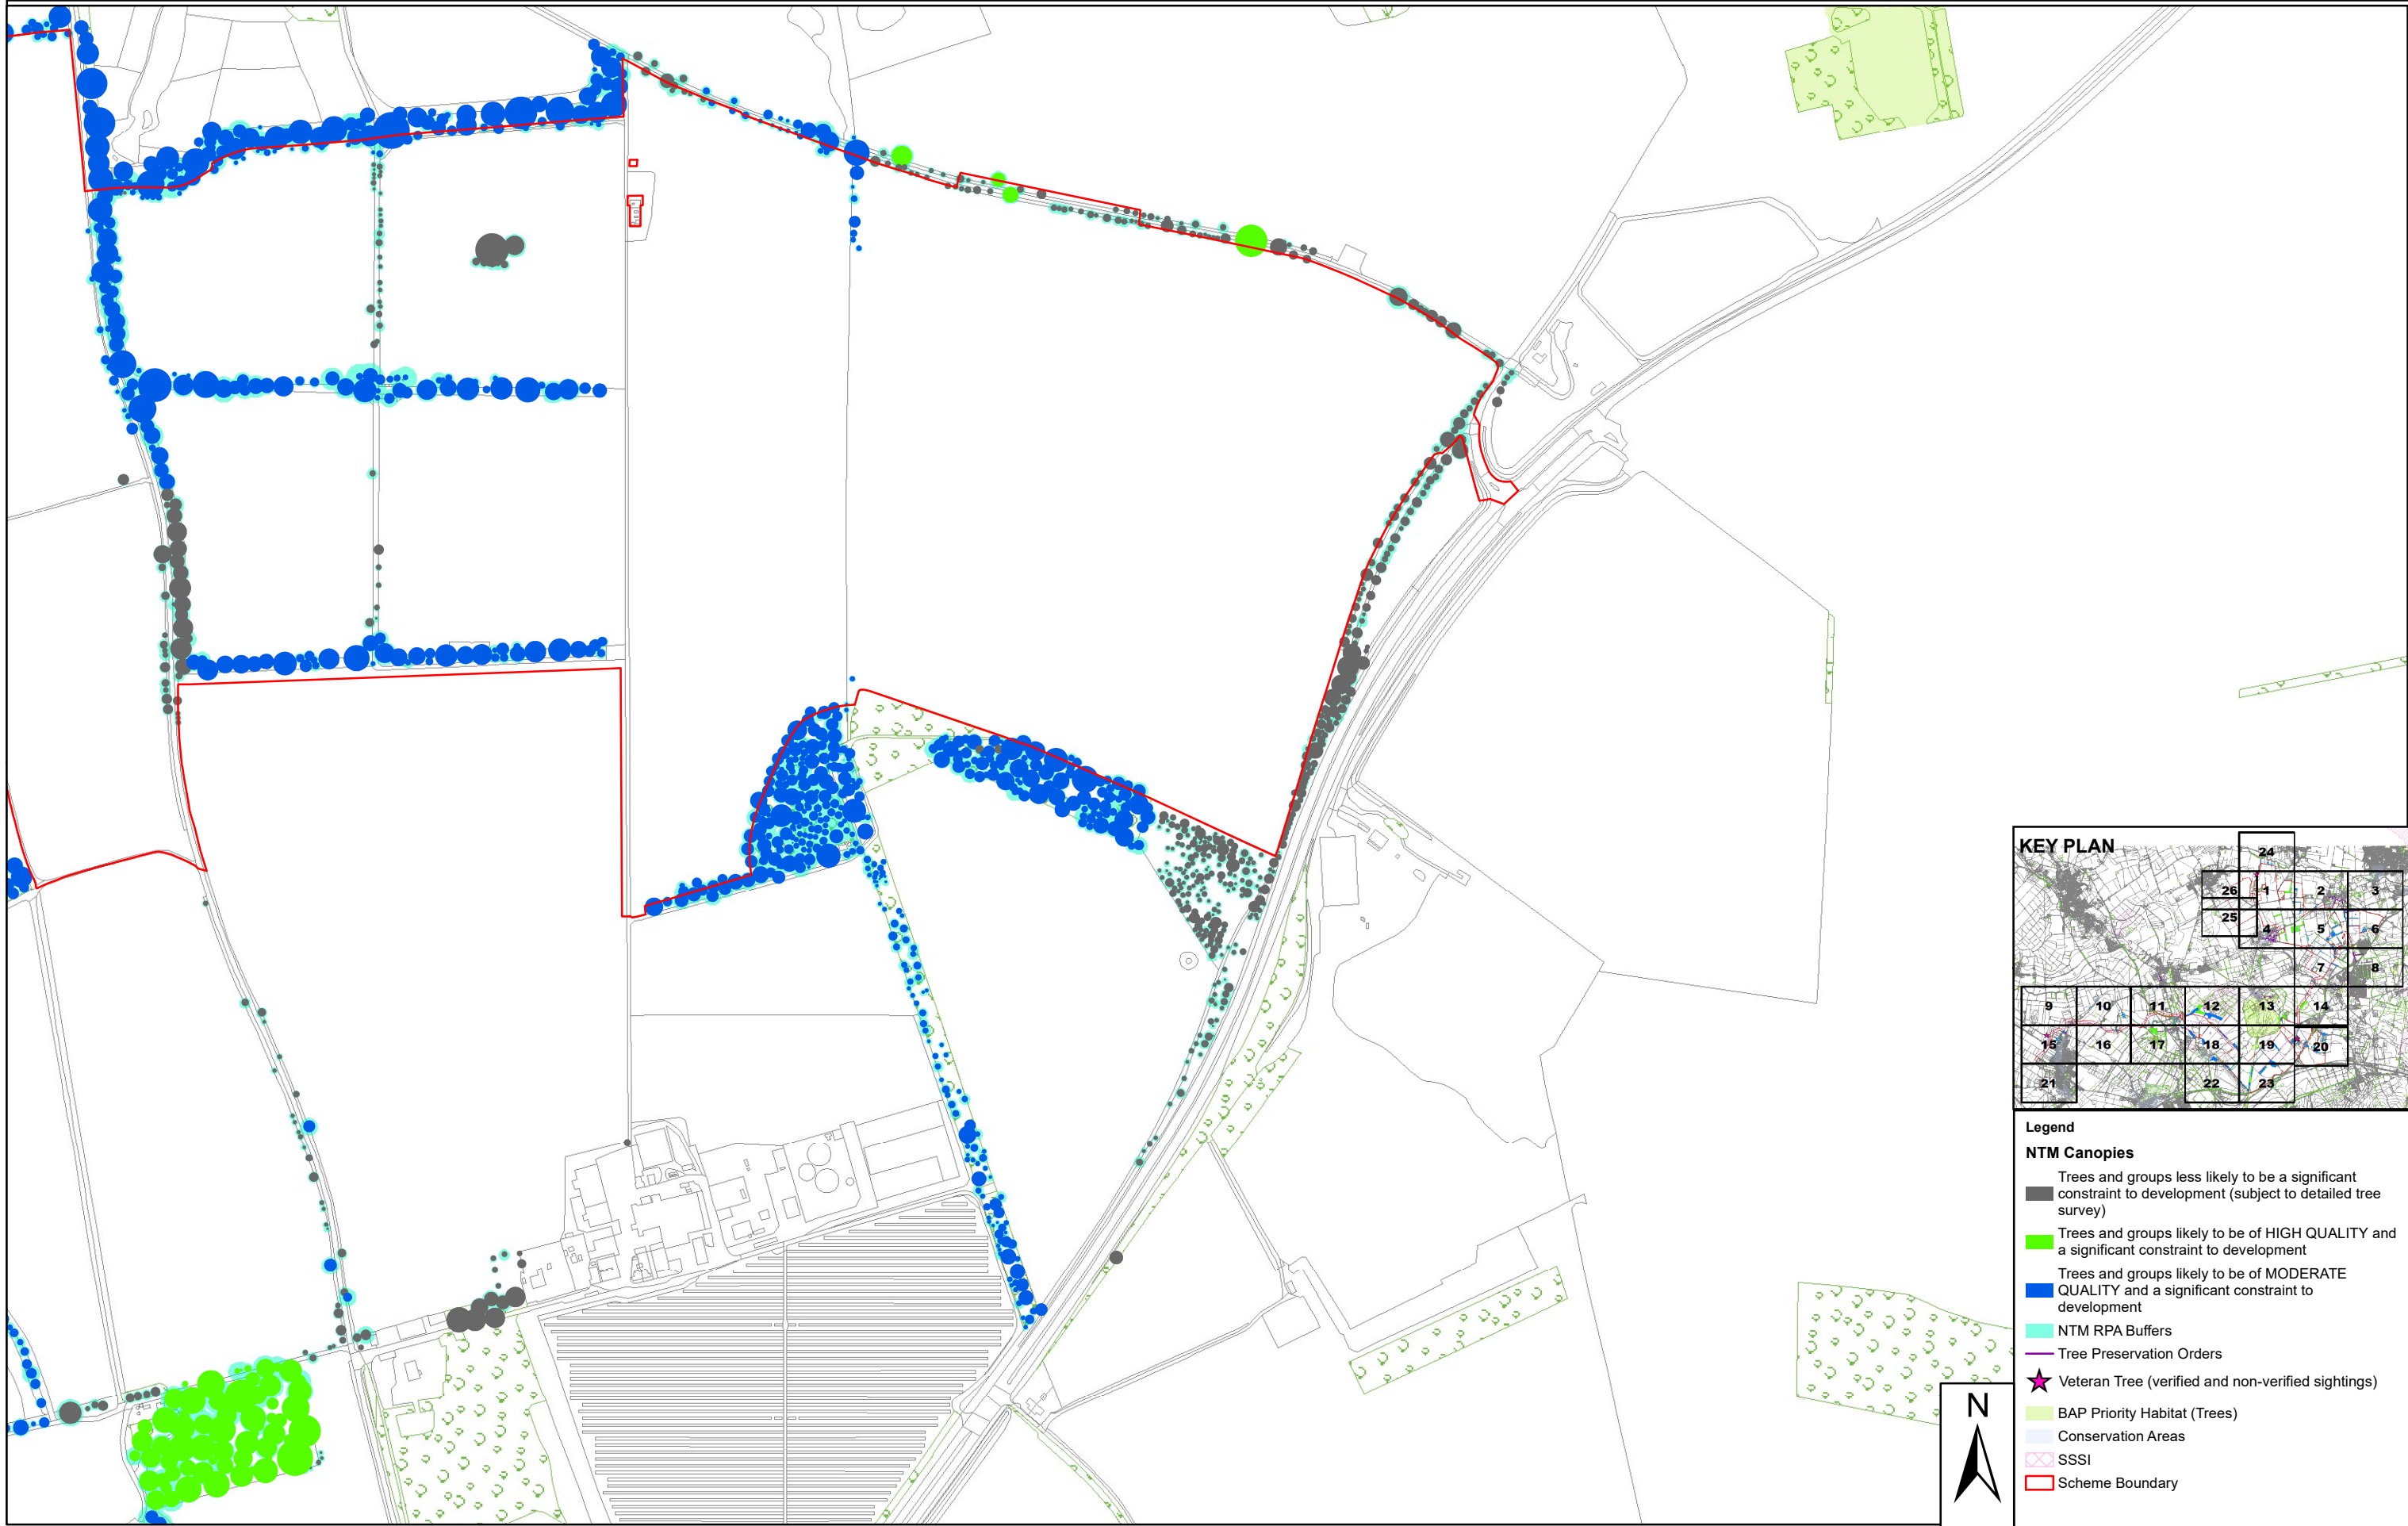 KEY PLAN
24
26 1 2 3
25 4 5 6
7 8
9 10 11 12 13 14
15 16 17 18 19 20
21 22 23
Legend
NTM Canopies
Trees and groups less likely to be a significant
constraint to development (subject to detailed tree
survey)
Trees and groups likely to be of HIGH QUALITY and
a significant constraint to development
Trees and groups likely to be of MODERATE
QUALITY and a significant constraint to
development
NTM RPA Buffers
Tree Preservation Orders
Veteran Tree (verified and non-verified sightings)
BAP Priority Habitat (Trees)
Conservation Areas
SSSI
Scheme Boundary
N